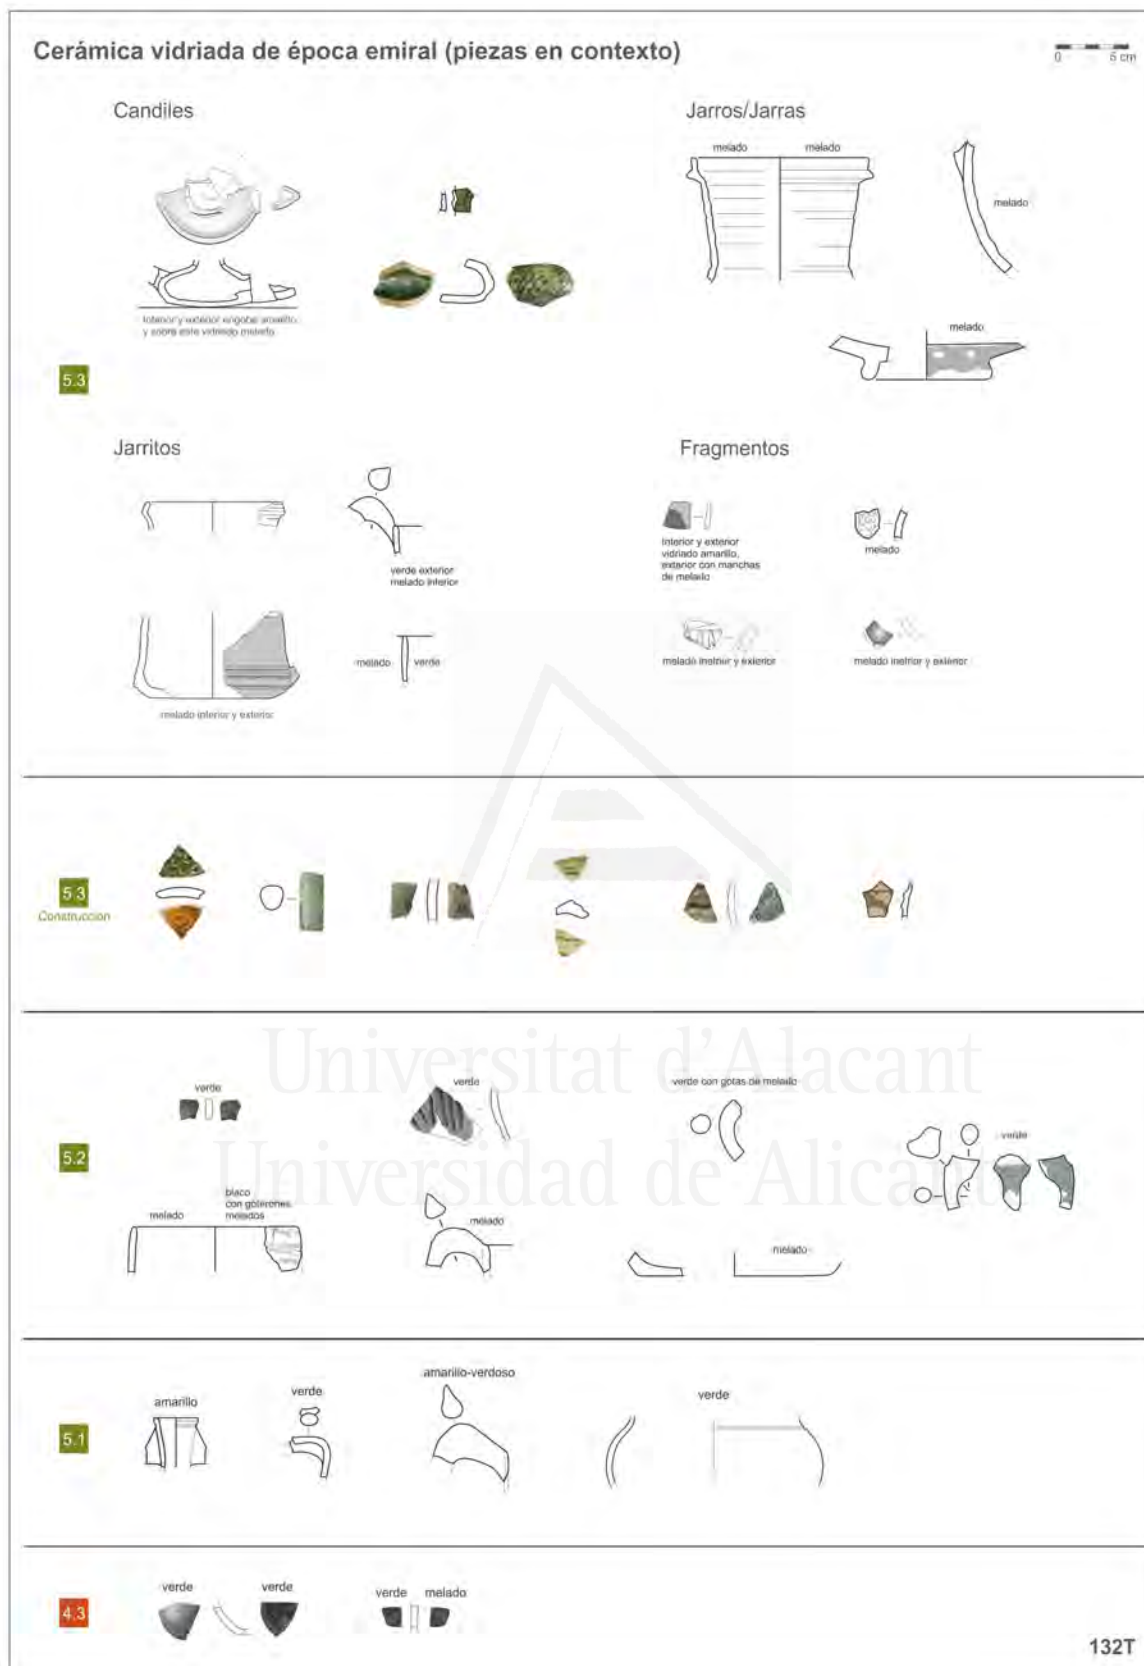 Cerámica vidriada de época emiral (piezas en contexto)
0 5 cm
Candiles
Jarros/Jarras
melado melado
melado
Interior y exterior engobe amarillo
y sobre este vidriado melado
melado
5.3
Jarritos
Fragmentos
Interior y exterior
vidriado amarillo,
exterior con manchas
de melado
melado
verde exterior
melado interior
melado verde
melado inetrior y exterior
melado inetrior y exterior
melado interior y exterior
5.3
Construcción
Universitat d'Alacant
Universidad de Alicante
verde
verde
verde con gotas de melado
verde
5.2
melado
blaco
con goterones
melados
melado
melado
amarillo
verde
amarillo-verdoso
verde
5.1
verde verde
verde melado
4.3
132T